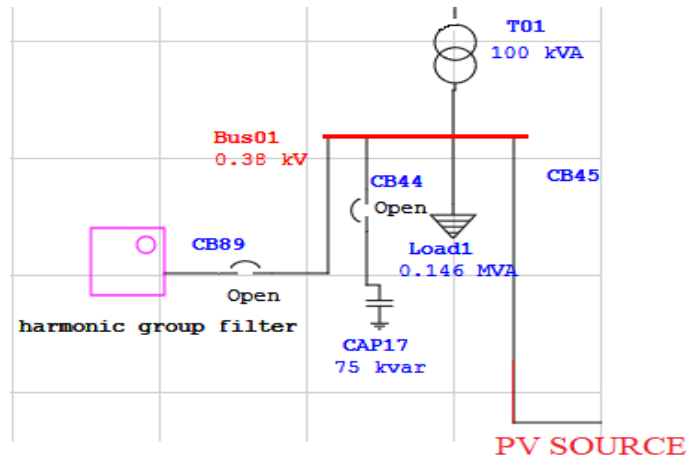 T01
100 kVA
Bus01
0.38 kV
CB44
Open
CB45
CB89
Open
Load1
0.146 MVA
harmonic group filter
CAP17
75 kvar
PV SOURCE